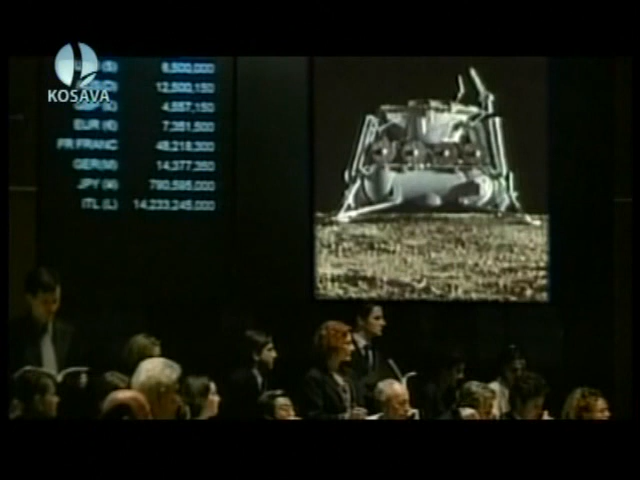 KOSAVA
6,500,000
12,500,150
4,557,150
EUR (€) 7,351,500
FR FRANC 48,218,300
GER(M) 14,377,350
JPY (¥) 790,595,000
ITL (L) 14,233,245,000